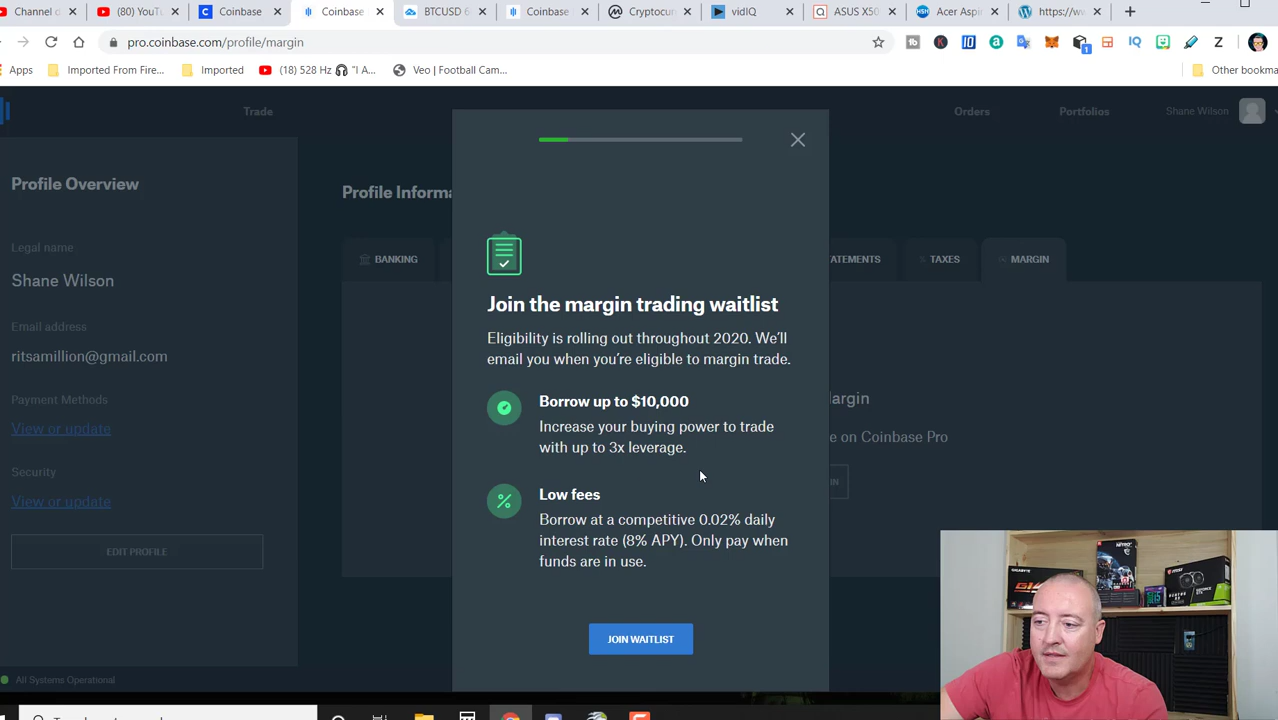 Channel d
(80) YouTu
Coinbase
Coinbase
BTCUSD 6
Coinbase
Cryptocur
vidIQ
ASUS X50
Acer Aspi
https://ww
pro.coinbase.com/profile/margin
Apps
Imported From Fire...
Imported
(18) 528 Hz
"I A...
Veo | Football Cam...
Other bookma
Trade
Orders
Portfolios
Shane Wilson
Profile Overview
Profile Informa
Legal name
Shane Wilson
BANKING
ATEMENTS
TAXES
MARGIN
Email address
ritsamillion@gmail.com
Payment Methods
View or update
Security
View or update
EDIT PROFILE
Join the margin trading waitlist
Eligibility is rolling out throughout 2020. We'll
email you when you're eligible to margin trade.
Borrow up to $10,000
Increase your buying power to trade
with up to 3x leverage.
Low fees
Borrow at a competitive 0.02% daily
interest rate (8% APY). Only pay when
funds are in use.
JOIN WAITLIST
argin
e on Coinbase Pro
IN
All Systems Operational
GIGABYTE
NITRO